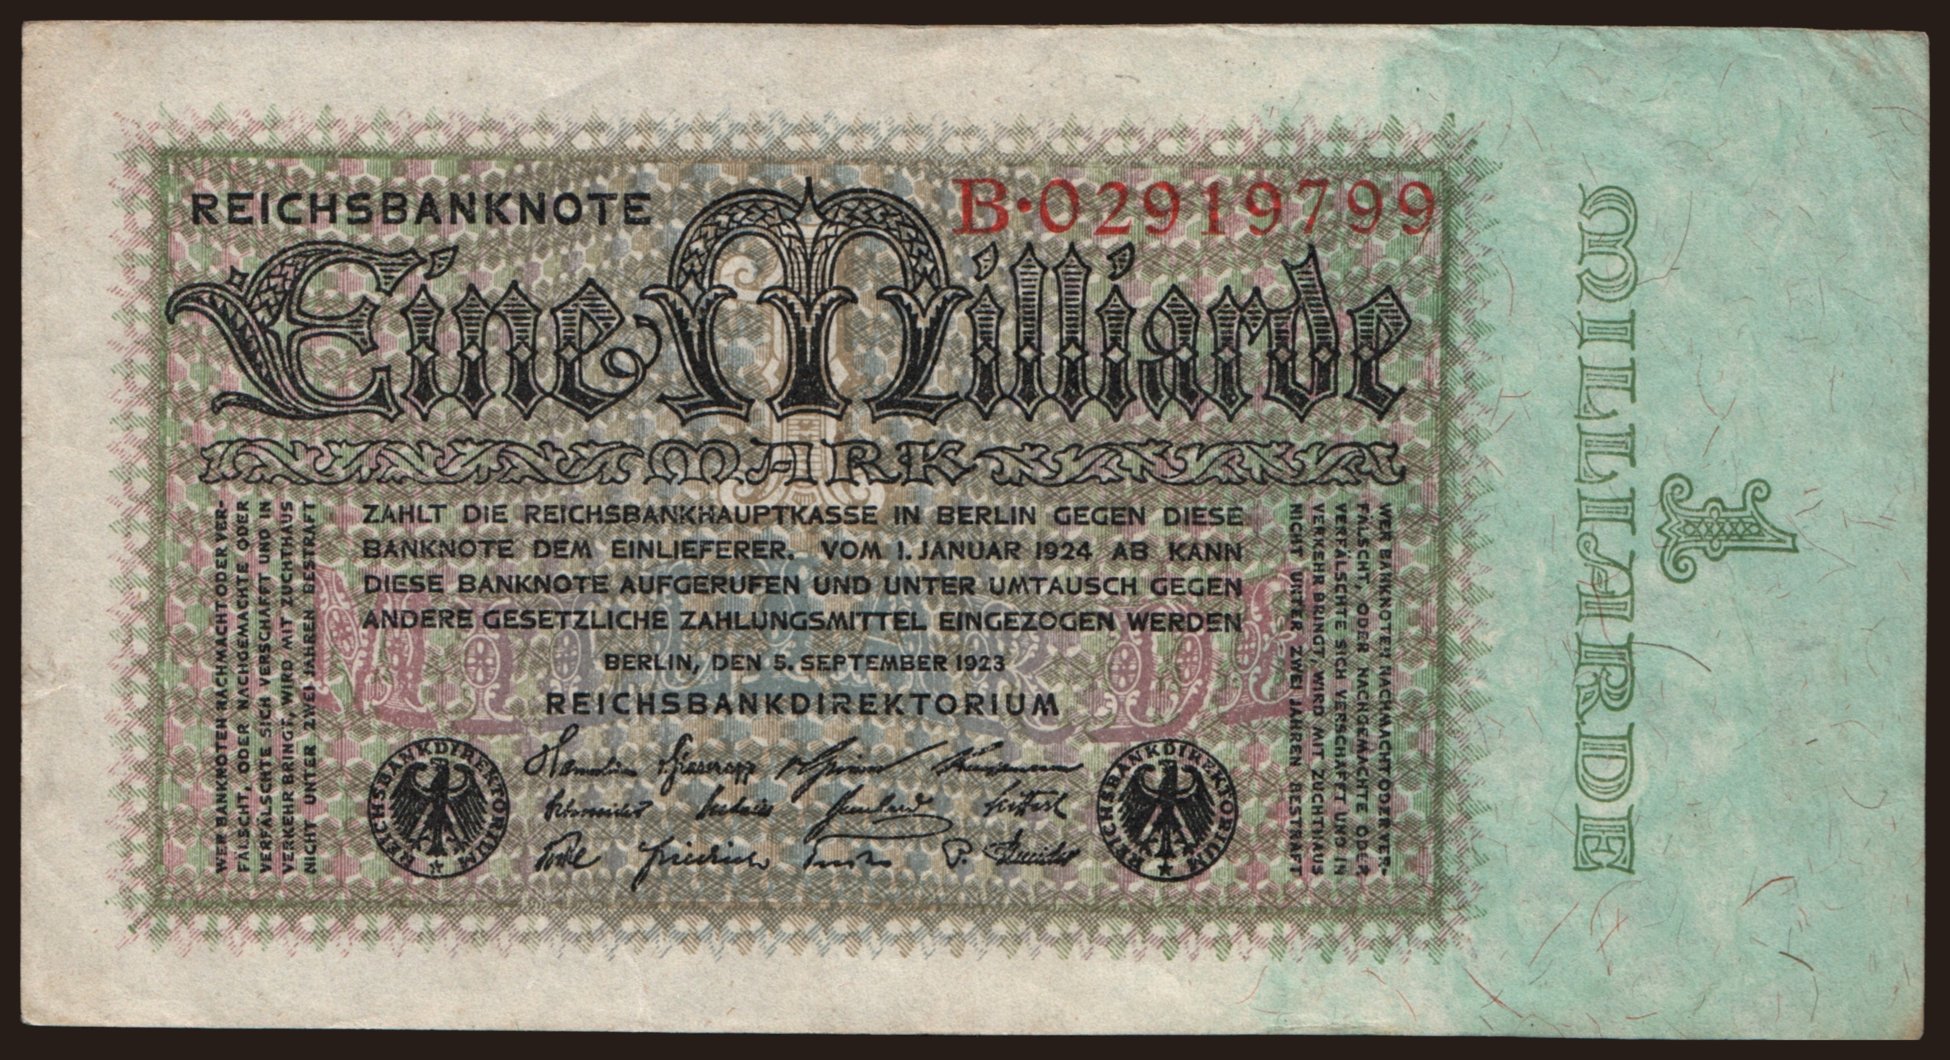 REICHSBANKNOTE
B·02919799
Eine Milliarde
MARK
ZAHLT DIE REICHSBANKHAUPTKASSE IN BERLIN GEGEN DIESE
BANKNOTE DEM EINLIEFERER. VOM 1. JANUAR 1924 AB KANN
DIESE BANKNOTE AUFGERUFEN UND UNTER UMTAUSCH GEGEN
ANDERE GESETZLICHE ZAHLUNGSMITTEL EINGEZOGEN WERDEN
BERLIN, DEN 5. SEPTEMBER 1923
REICHSBANKDIREKTORIUM
WER BANKNOTEN NACHMACHT ODER VER-
FÄLSCHT, ODER NACHGEMACHTE ODER
VERFÄLSCHTE SICH VERSCHAFFT UND IN
VERKEHR BRINGT, WIRD MIT ZUCHTHAUS
NICHT UNTER ZWEI JAHREN BESTRAFT
WER BANKNOTEN NACHMACHT ODER VER-
FÄLSCHT, ODER NACHGEMACHTE ODER
VERFÄLSCHTE SICH VERSCHAFFT UND IN
VERKEHR BRINGT, WIRD MIT ZUCHTHAUS
NICHT UNTER ZWEI JAHREN BESTRAFT
REICHSBANKDIREKTORIUM
REICHSBANKDIREKTORIUM
Friedrich
P. Schneider
MILLIARDE
1